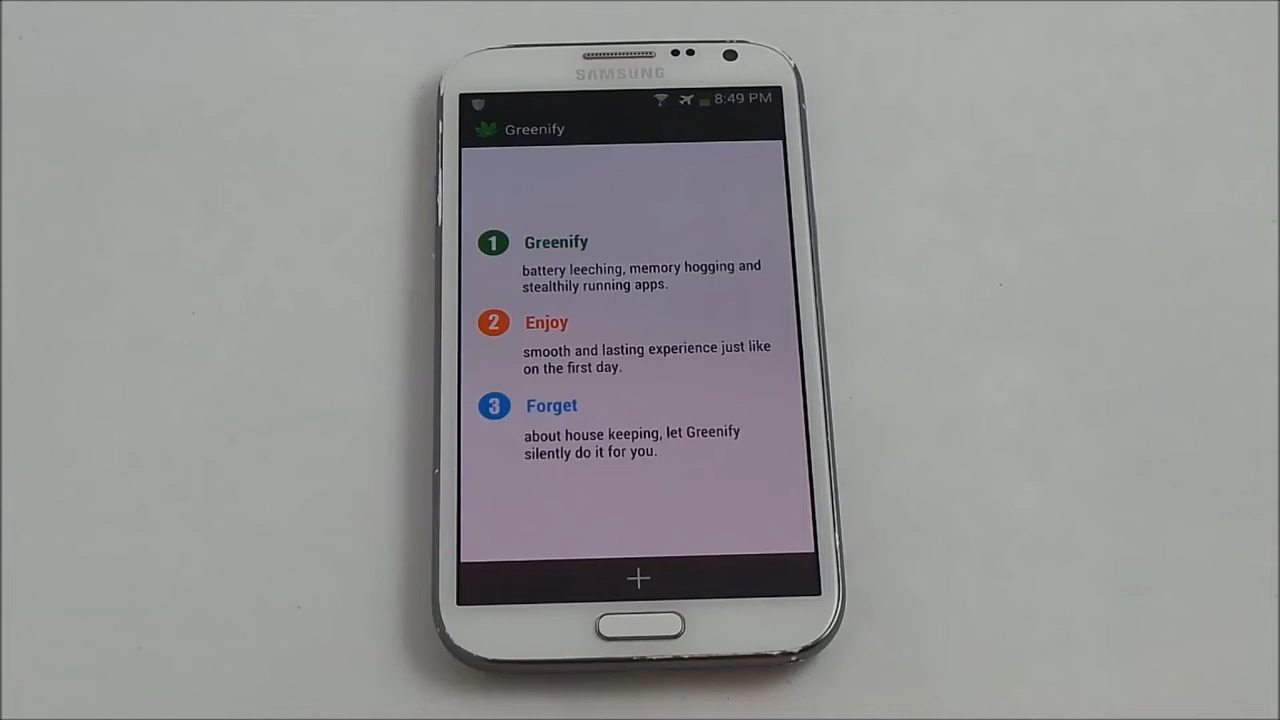 SAMSUNG
8:49 PM
Greenify
1 Greenify
battery leeching, memory hogging and
stealthily running apps.
2 Enjoy
smooth and lasting experience just like
on the first day.
3 Forget
about house keeping, let Greenify
silently do it for you.